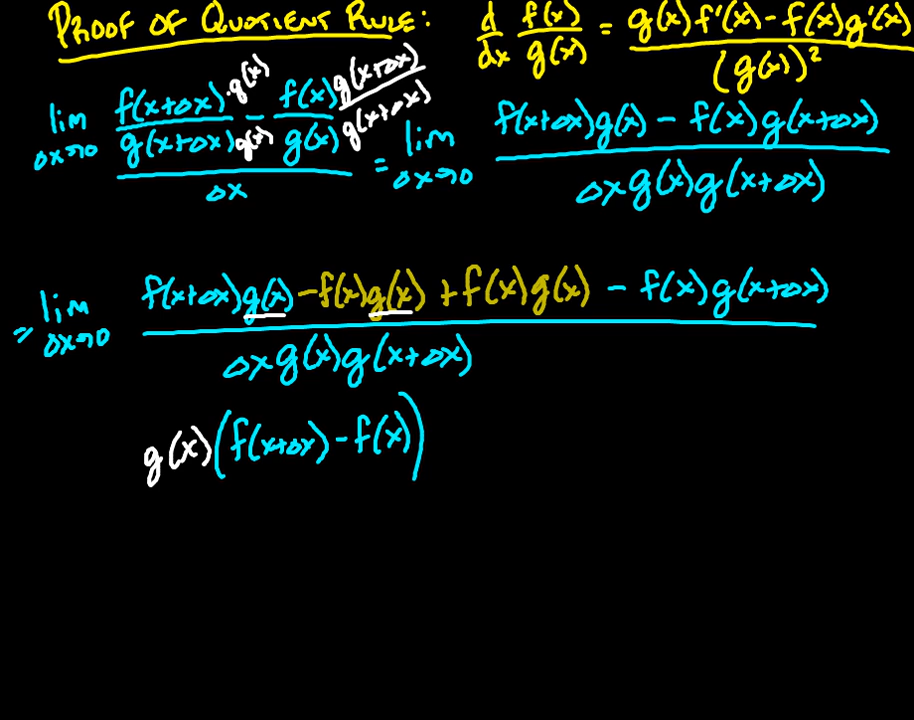 PROOF OF QUOTIENT RULE: d/dx f(x)/g(x) = (g(x)f'(x) - f(x)g'(x))/(g(x))²
lim Δx→0 (f(x+Δx)/g(x+Δx) · g(x)/g(x) - f(x)/g(x) g(x+Δx)/g(x+Δx))/Δx = lim Δx→0 (f(x+Δx)g(x) - f(x)g(x+Δx))/(Δx g(x)g(x+Δx))
= lim Δx→0 (f(x+Δx)g(x) - f(x)g(x) + f(x)g(x) - f(x)g(x+Δx))/(Δx g(x)g(x+Δx))
g(x)(f(x+Δx) - f(x))